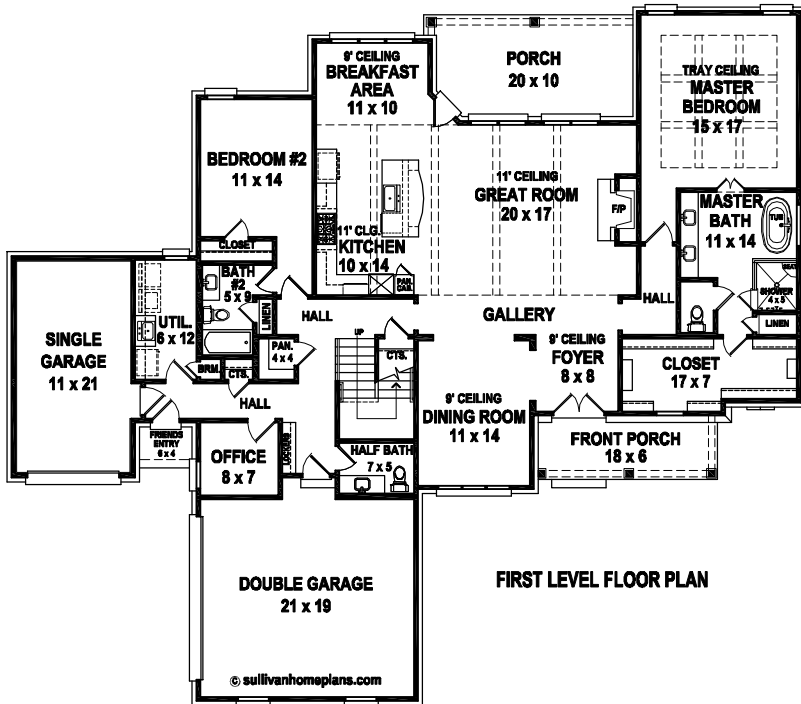 9' CEILING
BREAKFAST
AREA
11 x 10
PORCH
20 x 10
TRAY CEILING
MASTER
BEDROOM
15 x 17
BEDROOM #2
11 x 14
11' CEILING
GREAT ROOM
20 x 17
F/P
MASTER
BATH
11 x 14
TUB
SEAT
SHOWER
4 x 5
LINEN
11' CLG.
KITCHEN
10 x 14
PAN.
CAB.
CLOSET
BATH
#2
5 x 9
LINEN
HALL
HALL
GALLERY
UTIL.
6 x 12
SINGLE
GARAGE
11 x 21
PAN.
4 x 4
UP
CTS.
9' CEILING
FOYER
8 x 8
CLOSET
17 x 7
BRM.
CTS.
HALL
9' CEILING
DINING ROOM
11 x 14
FRIENDS
ENTRY
6 x 4
OFFICE
8 x 7
HALF BATH
7 x 5
FRONT PORCH
18 x 6
DOUBLE GARAGE
21 x 19
FIRST LEVEL FLOOR PLAN
© sullivanhomeplans.com